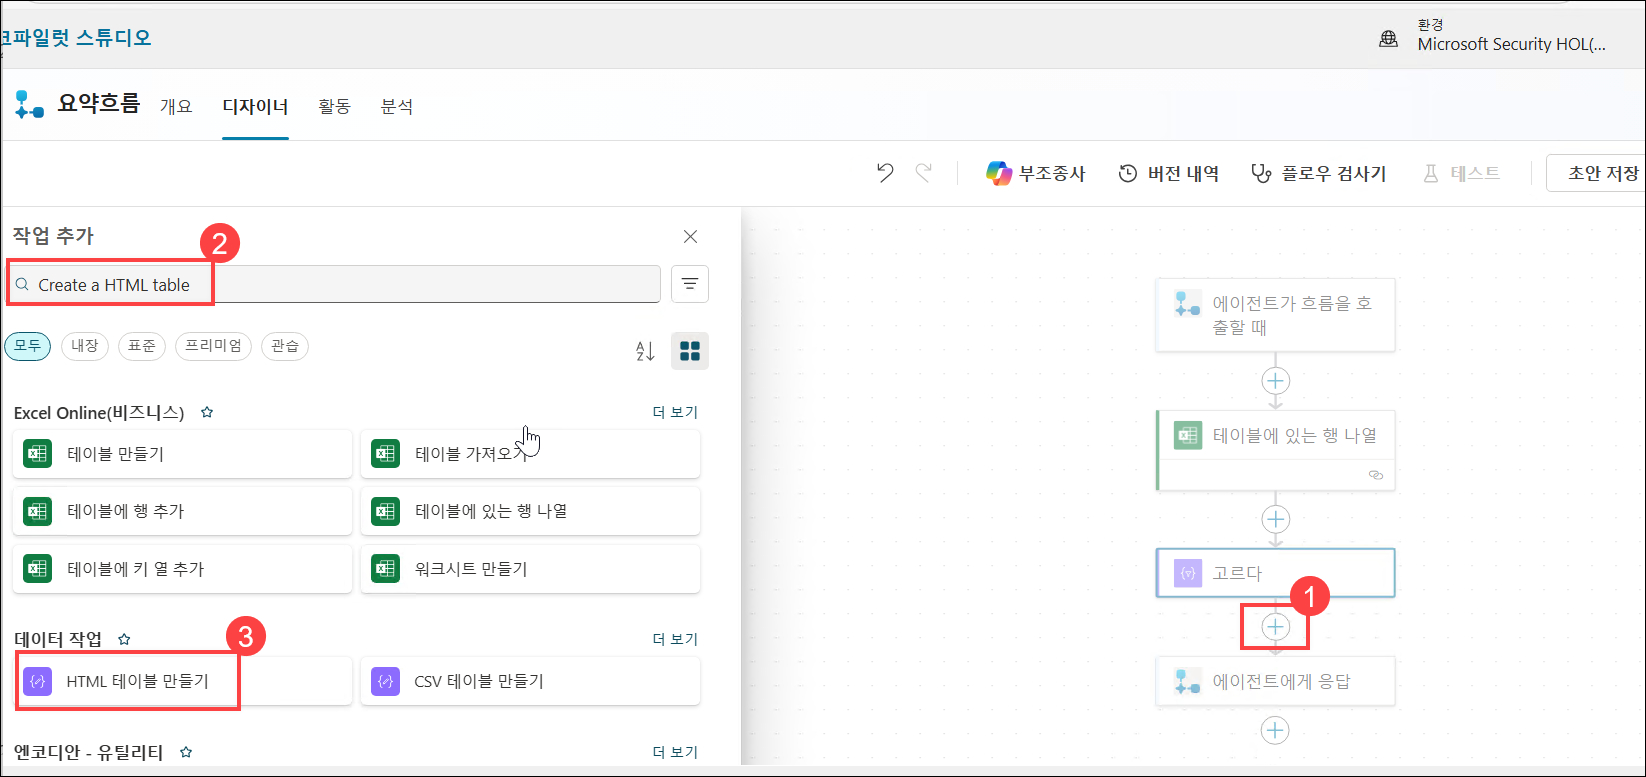 코파일럿 스튜디오
환경
Microsoft Security HOL(...
요약흐름
개요
디자이너
활동
분석
부조종사
버전 내역
플로우 검사기
테스트
초안 저장
작업 추가
2
Create a HTML table
모두
내장
표준
프리미엄
관습
Excel Online(비즈니스)
더 보기
테이블 만들기
테이블 가져오기
테이블에 행 추가
테이블에 있는 행 나열
테이블에 키 열 추가
워크시트 만들기
데이터 작업
3
더 보기
HTML 테이블 만들기
CSV 테이블 만들기
엔코디안 - 유틸리티
더 보기
에이전트가 흐름을 호
출할 때
테이블에 있는 행 나열
고르다
1
에이전트에게 응답